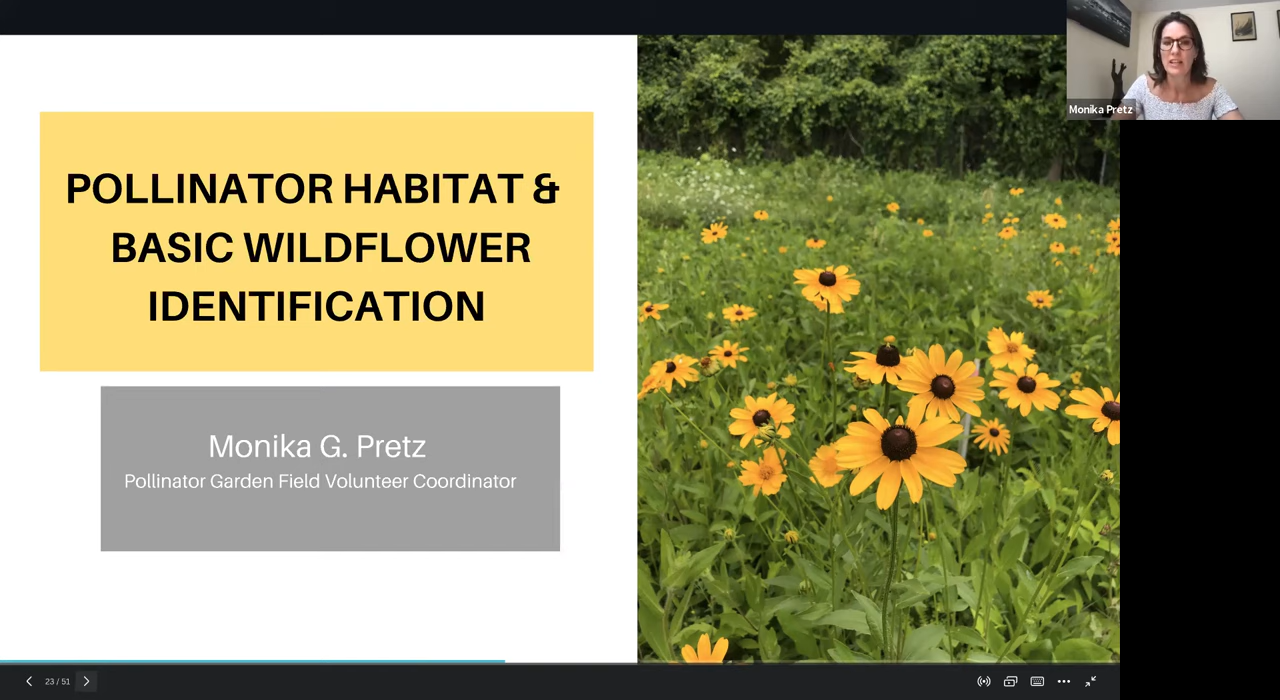 Monika Pretz
POLLINATOR HABITAT &
BASIC WILDFLOWER
IDENTIFICATION
Monika G. Pretz
Pollinator Garden Field Volunteer Coordinator
23 / 51